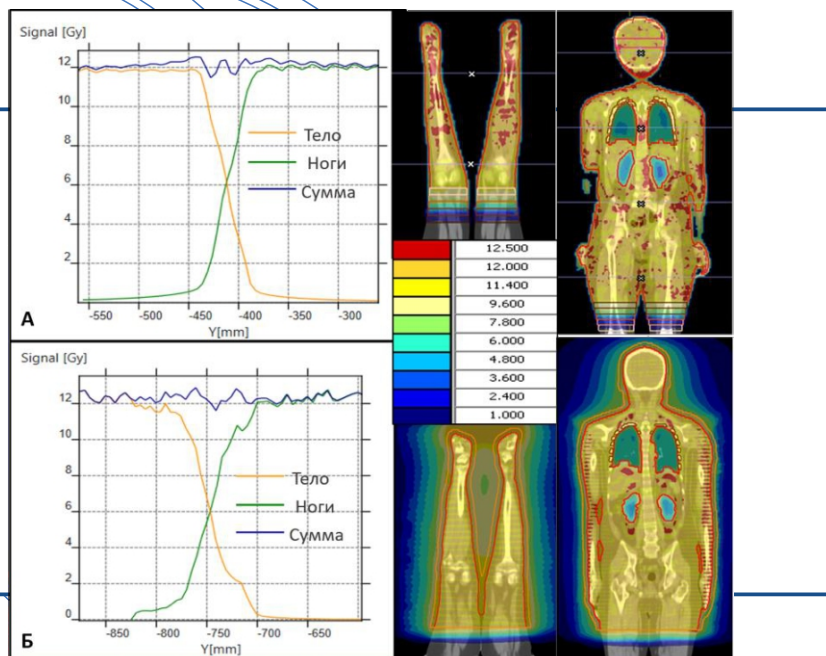 Signal [Gy]
12
10
8
6
4
2
Тело
Ноги
Сумма
-550
-500
-450
-400
-350
-300
Y[mm]
А
12.500
12.000
11.400
9.600
7.800
6.000
4.800
3.600
2.400
1.000
Signal [Gy]
12
10
8
6
4
2
0
Тело
Ноги
Сумма
-850
-800
-750
-700
-650
Y[mm]
Б